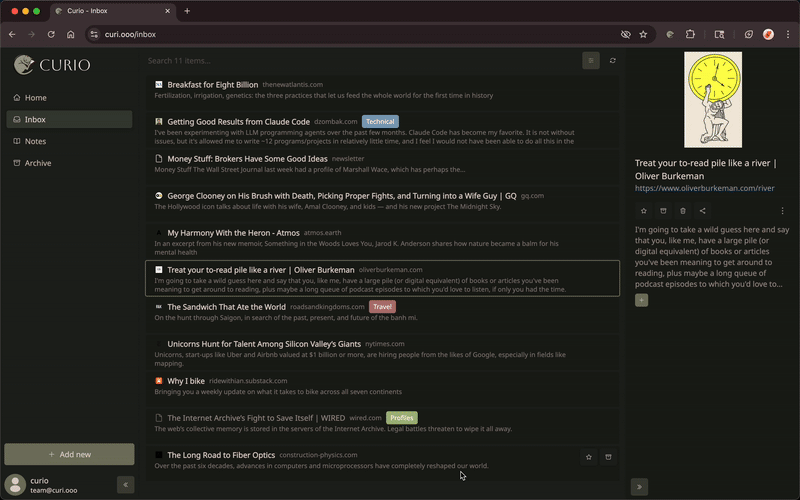 Curio - Inbox
curi.ooo/inbox
CURIO
Home
Inbox
Notes
Archive
Add new
curio
team@curi.ooo
Search 11 items...
Breakfast for Eight Billion thenewatlantis.com
Fertilization, irrigation, genetics: the three practices that let us feed the whole world for the first time in history
Getting Good Results from Claude Code dzombak.com Technical
I've been experimenting with LLM programming agents over the past few months. Claude Code has become my favorite. It is not without
issues, but it's allowed me to write ~12 programs/projects in relatively little time, and I feel I would not have been able to do all this in the
Money Stuff: Brokers Have Some Good Ideas newsletter
Money Stuff The Wall Street Journal last week had a profile of Marshall Wace, which has perhaps the...
George Clooney on His Brush with Death, Picking Proper Fights, and Turning into a Wife Guy | GQ gq.com
The Hollywood icon talks about life with his wife, Amal Clooney, and kids — and his new project The Midnight Sky.
My Harmony With the Heron - Atmos atmos.earth
In an excerpt from his new memoir, Something in the Woods Loves You, Jarod K. Anderson shares how nature became a balm for his
mental health
Treat your to-read pile like a river | Oliver Burkeman oliverburkeman.com
I'm going to take a wild guess here and say that you, like me, have a large pile (or digital equivalent) of books or articles you've been
meaning to get around to reading, plus maybe a long queue of podcast episodes to which you'd love to listen, if only you had the time.
The Sandwich That Ate the World roadsandkingdoms.com Travel
On the hunt through Saigon, in search of the past, present, and future of the banh mi.
Unicorns Hunt for Talent Among Silicon Valley's Giants nytimes.com
Unicorns, start-ups like Uber and Airbnb valued at $1 billion or more, are hiring people from the likes of Google, especially in fields like
mapping.
Why I bike ridewithian.substack.com
Bringing you a weekly update on what it takes to bike across all seven continents
The Internet Archive's Fight to Save Itself | WIRED wired.com Profiles
The web's collective memory is stored in the servers of the Internet Archive. Legal battles threaten to wipe it all away.
The Long Road to Fiber Optics construction-physics.com
Over the past six decades, advances in computers and microprocessors have completely reshaped our world.
Treat your to-read pile like a river |
Oliver Burkeman
https://www.oliverburkeman.com/river
I'm going to take a wild guess here and say
that you, like me, have a large pile (or
digital equivalent) of books or articles
you've been meaning to get around to
reading, plus maybe a long queue of
podcast episodes to which you'd love to...